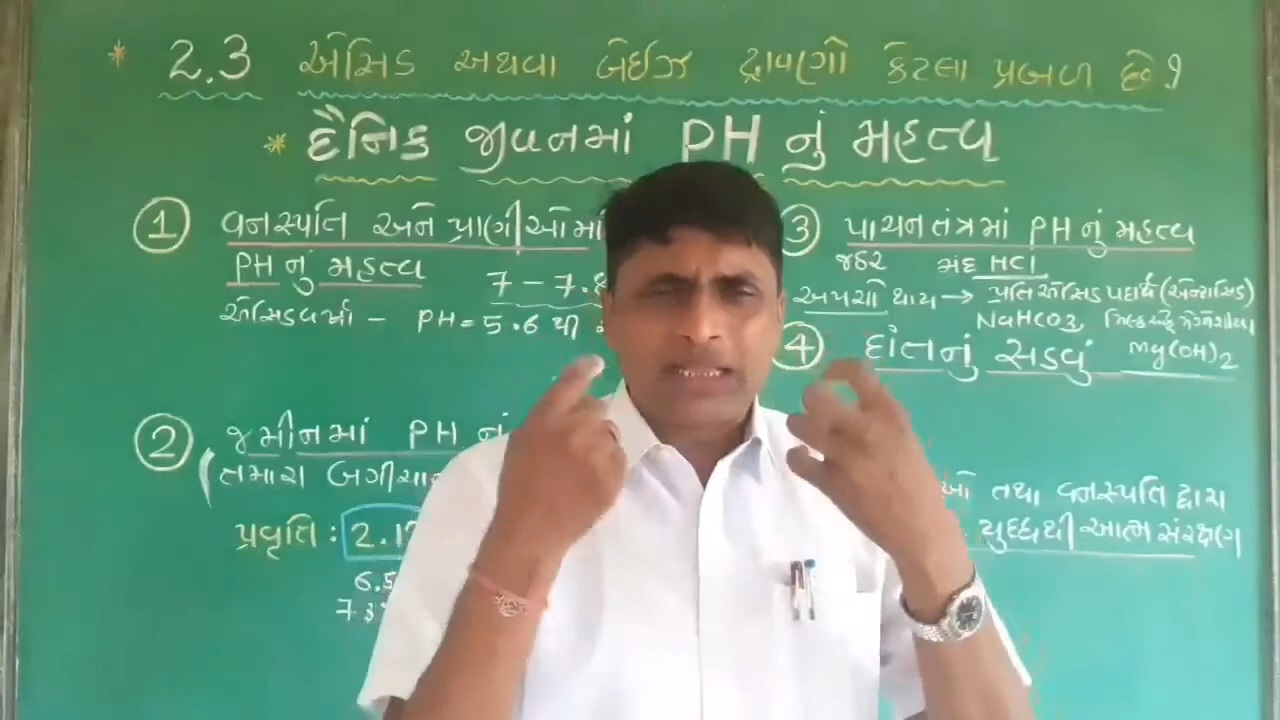 * 2.3 એસિડ અથવા બેઈઝ દ્રાવણો કેટલા પ્રબળ છે?
* દૈનિક જીવનમાં PH નું મહત્વ
① વનસ્પતિ અને પ્રાણીઓમાં
PH નું મહત્વ
7 - 7.8
એસિડવર્ષા - PH = 5.6 થી
② જમીનમાં PH નું
(તમારા બગીચા
પ્રવૃતિ : 2.1
6.5
7.3
③ પાચનતંત્રમાં PH નું મહત્વ
જઠર મંદ HCl
અપચો થાય → પ્રતિએસિડ પદાર્થ (એન્ટાસિડ)
NaHCO3,
④ દાંતનું સડવું Mg(OH)2
ઓ તથા વનસ્પતિ દ્વારા
યુદ્ધથી આત્મ સંરક્ષણ